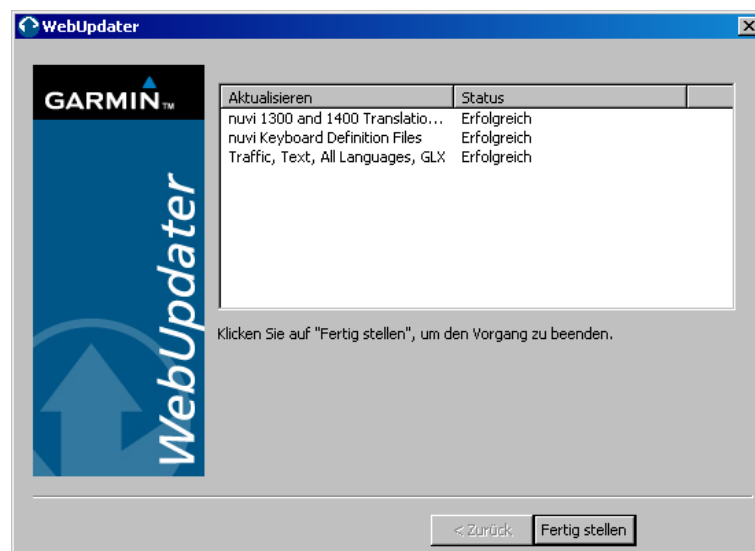 WebUpdater
GARMIN™
WebUpdater
Aktualisieren Status
nuvi 1300 and 1400 Translatio... Erfolgreich
nuvi Keyboard Definition Files Erfolgreich
Traffic, Text, All Languages, GLX Erfolgreich
Klicken Sie auf "Fertig stellen", um den Vorgang zu beenden.
< Zurück Fertig stellen